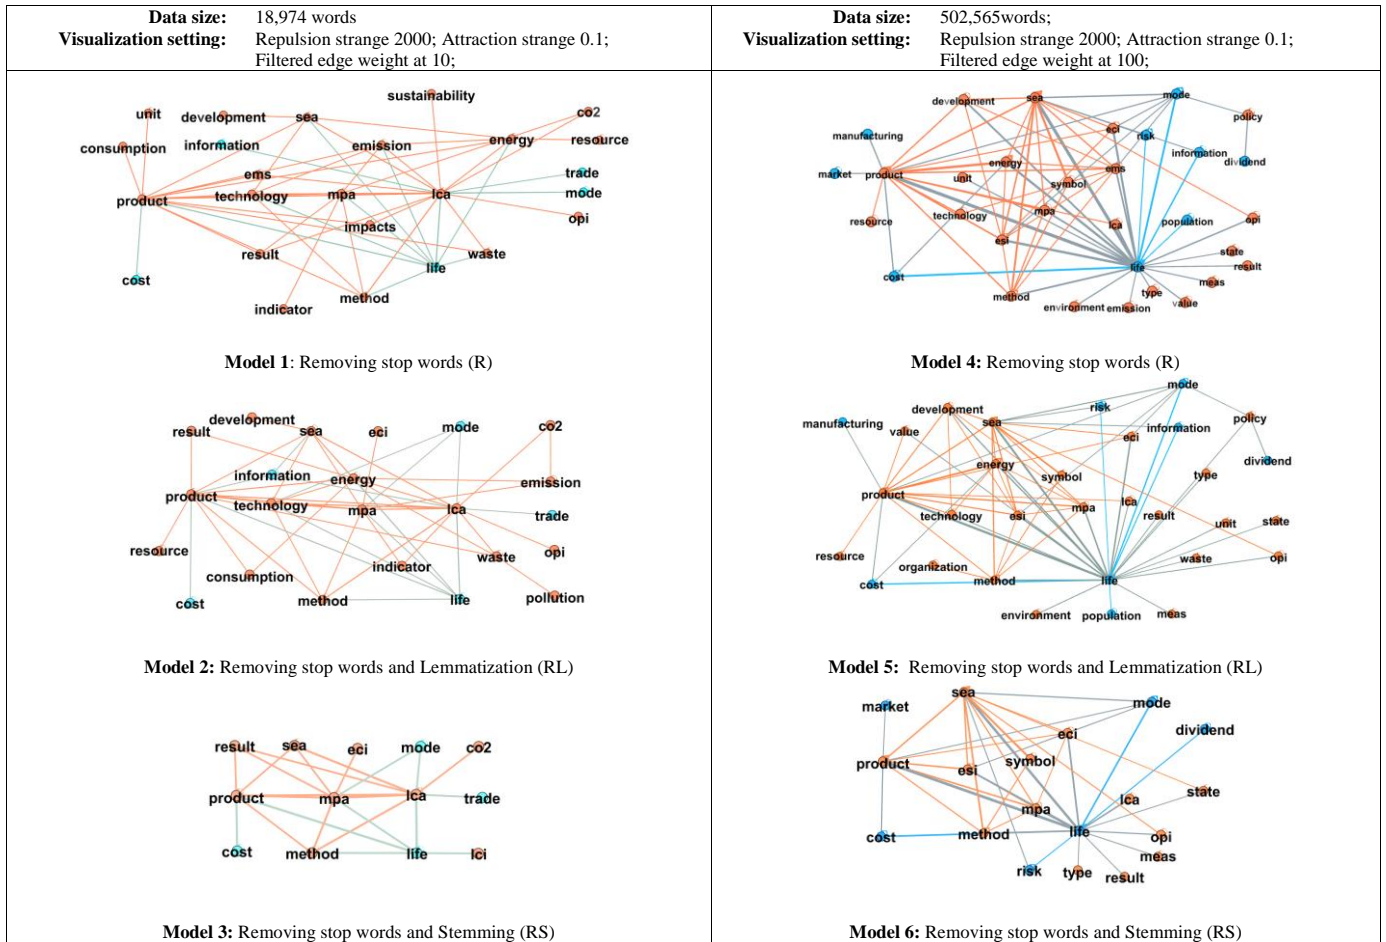 Data size: 18,974 words
Visualization setting: Repulsion strange 2000; Attraction strange 0.1;
Filtered edge weight at 10;
Data size: 502,565words;
Visualization setting: Repulsion strange 2000; Attraction strange 0.1;
Filtered edge weight at 100;
sustainability
unit
development
sea
co2
consumption
information
emission
energy
resource
ems
trade
product
technology
mpa
lca
mode
impacts
opi
result
life
waste
cost
indicator
method
Model 1: Removing stop words (R)
development
sea
mode
policy
manufacturing
eci
risk
information
dividend
market
product
energy
unit
symbol
ems
resource
technology
mpa
lca
population
opi
esi
state
result
life
cost
meas
method
type
value
environment
emission
Model 4: Removing stop words (R)
development
result
sea
eci
mode
co2
information
energy
emission
product
technology
mpa
lca
trade
resource
opi
waste
indicator
consumption
cost
method
life
pollution
Model 2: Removing stop words and Lemmatization (RL)
mode
development
risk
manufacturing
value
sea
eci
information
policy
energy
dividend
symbol
type
product
lca
technology
esi
mpa
result
unit
state
resource
organization
waste
opi
cost
method
life
environment
population
meas
Model 5: Removing stop words and Lemmatization (RL)
result
sea
eci
mode
co2
product
mpa
lca
trade
cost
method
life
lci
Model 3: Removing stop words and Stemming (RS)
sea
market
mode
dividend
eci
product
esi
symbol
state
lca
mpa
cost
method
life
opi
meas
risk
type
result
Model 6: Removing stop words and Stemming (RS)